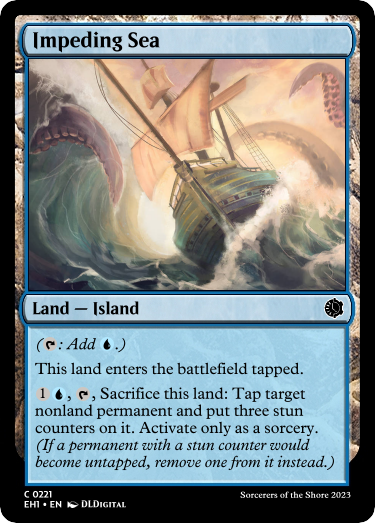 Impeding Sea
Land — Island
(: Add .)
This land enters the battlefield tapped.
1 , , Sacrifice this land: Tap target
nonland permanent and put three stun
counters on it. Activate only as a sorcery.
(If a permanent with a stun counter would
become untapped, remove one from it instead.)
C 0221
EH1 • EN DLDigital
Sorcerers of the Shore 2023